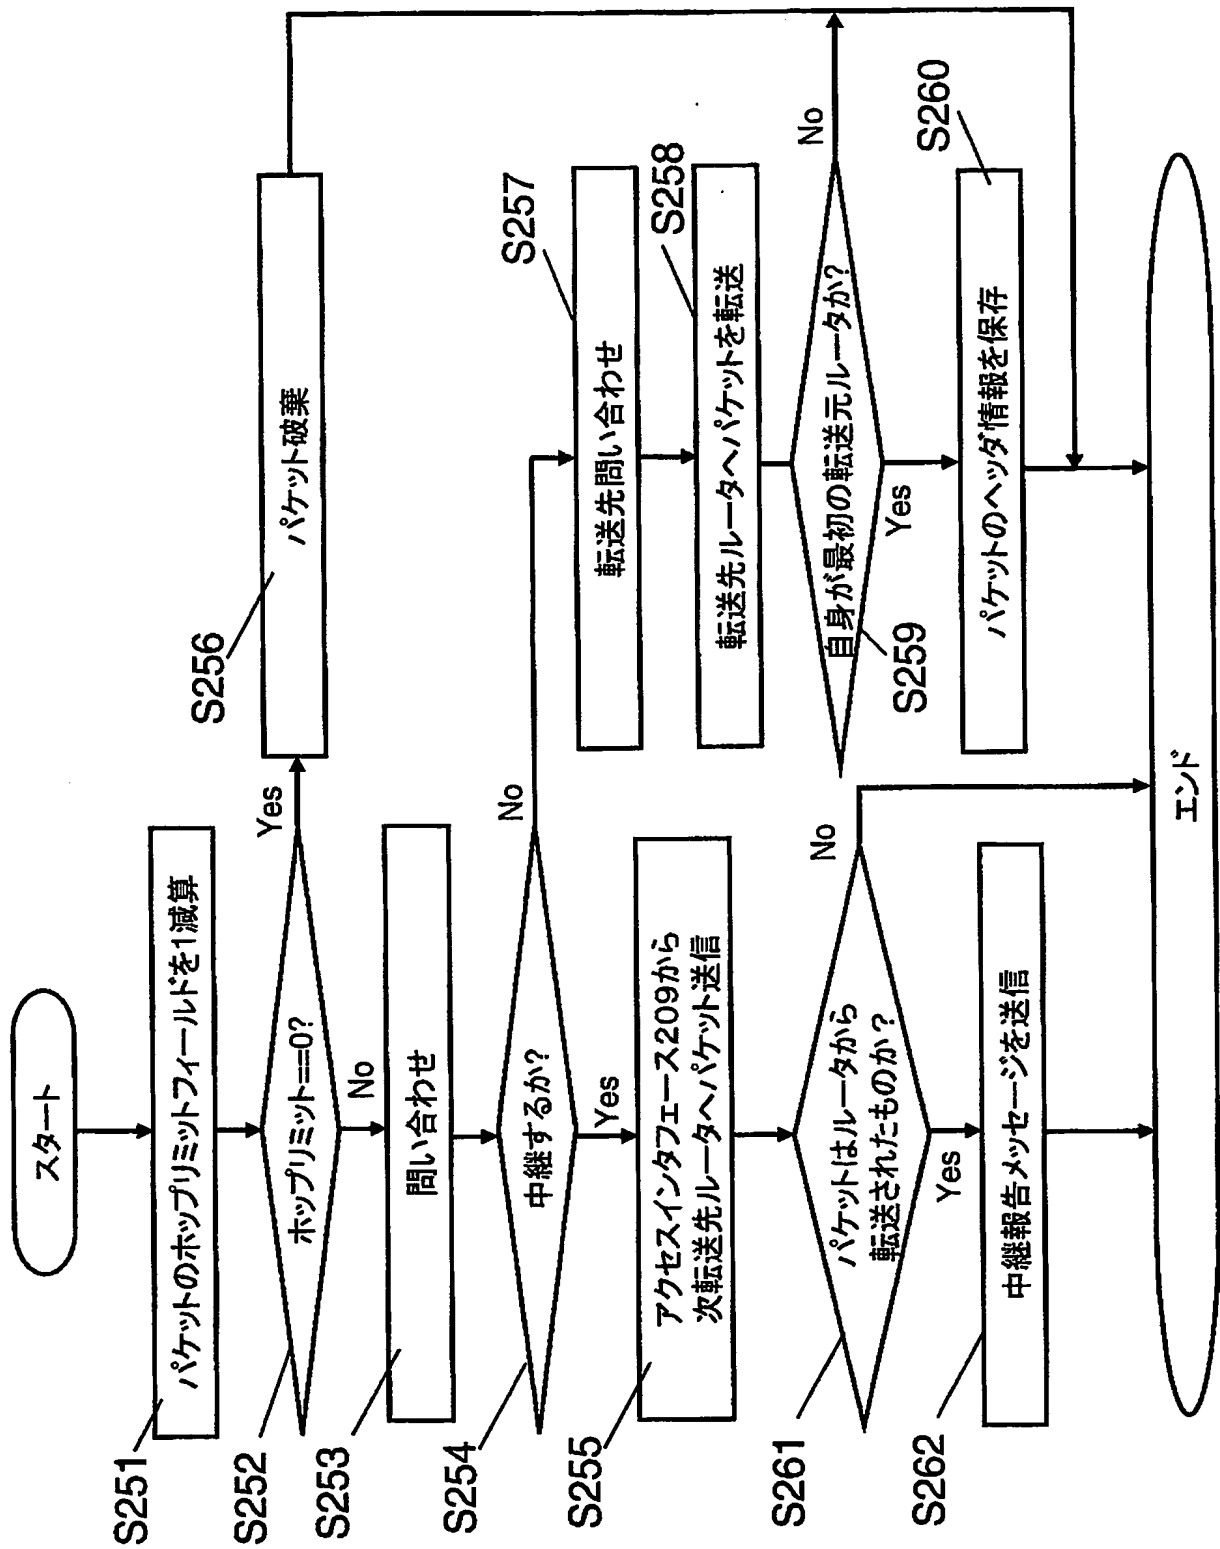 スタート
S251
パケットのホップリミットフィールドを1減算
S252
ホップリミット==0?
Yes
No
S256
パケット破棄
S253
問い合わせ
S254
中継するか?
No
Yes
S255
アクセスインタフェース209から
次転送先ルータへパケット送信
S257
転送先問い合わせ
S258
転送先ルータへパケットを転送
S261
パケットはルータから
転送されたものか?
No
Yes
S259
自身が最初の転送元ルータか?
No
Yes
S262
中継報告メッセージを送信
S260
パケットのヘッダ情報を保存
エンド